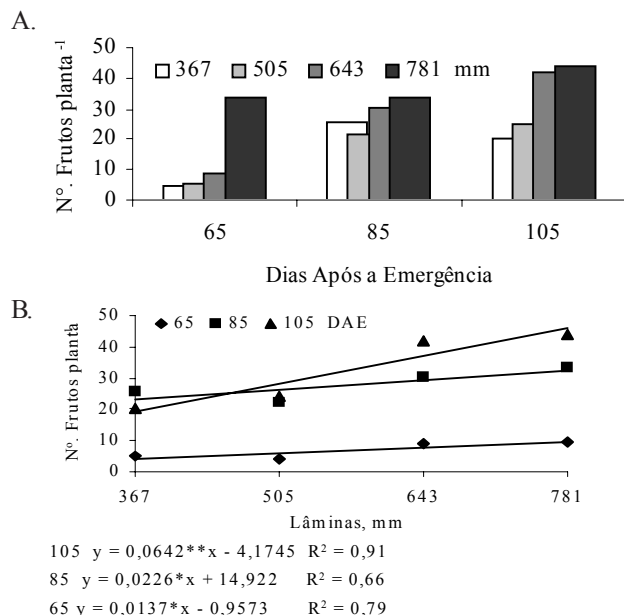 A.
50
40
30
20
10
0
N°. Frutos planta⁻¹
367 505 643 781 mm
65 85 105
Dias Após a Emergência
B.
50
40
30
20
10
0
Nº. Frutos planta
65 85 105 DAE
367 505 643 781
Lâminas, mm
105 y = 0,0642**x - 4,1745 R² = 0,91
85 y = 0,0226*x + 14,922 R² = 0,66
65 y = 0,0137*x - 0,9573 R² = 0,79